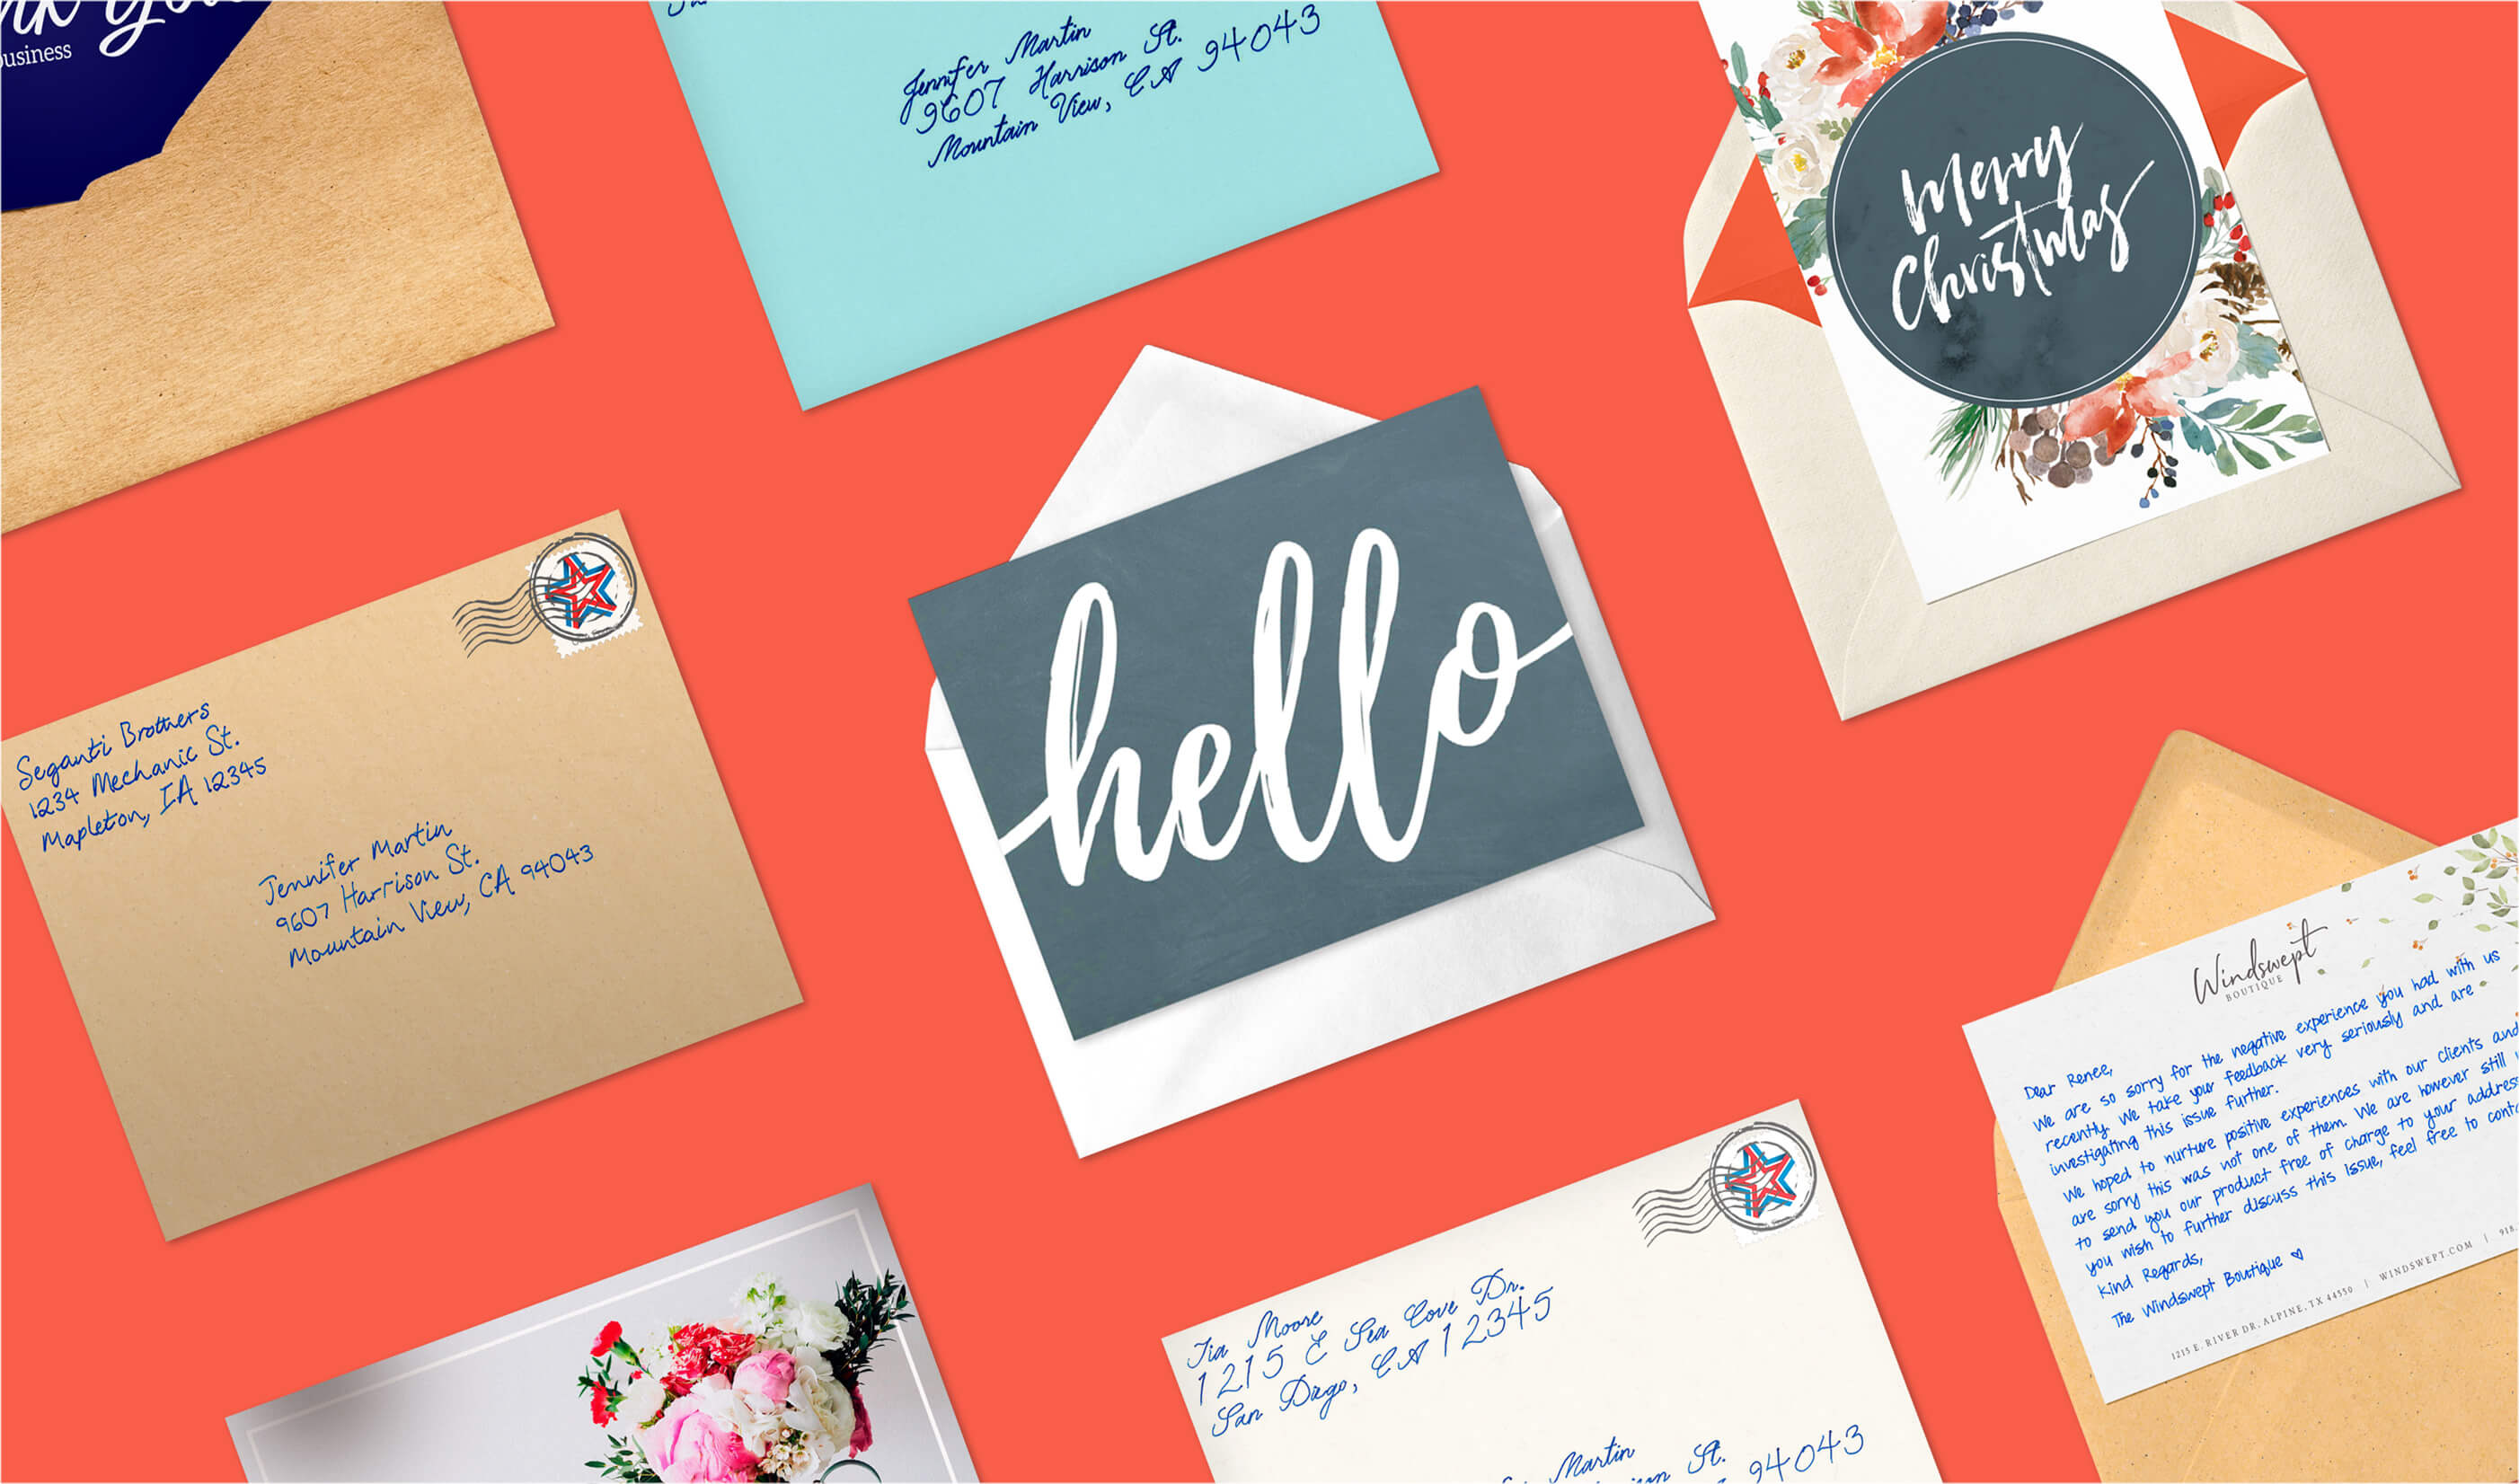 business
Jennifer Martin
9607 Harrison St.
Mountain View, CA 94043
Merry
Christmas
Seganti Brothers
1234 Mechanic St.
Mapleton, IA 12345
Jennifer Martin
9607 Harrison St.
Mountain View, CA 94043
hello
Windswept
BOUTIQUE
Dear Renee,
We are so sorry for the negative experience you had with us
recently. We take your feedback very seriously and are
investigating this issue further.
We hoped to nurture positive experiences with our clients and
are sorry this was not one of them. We are however still
to send you our product free of charge to your address
you wish to further discuss this issue, feel free to
Kind Regards,
The Windswept Boutique
1215 E. RIVER DR. ALPINE, TX 44550 | WINDSWEPT.COM | 918
Tia Moore
1215 E Sea Cove Dr.
San Diego, CA 12345
Martin
St.
94043